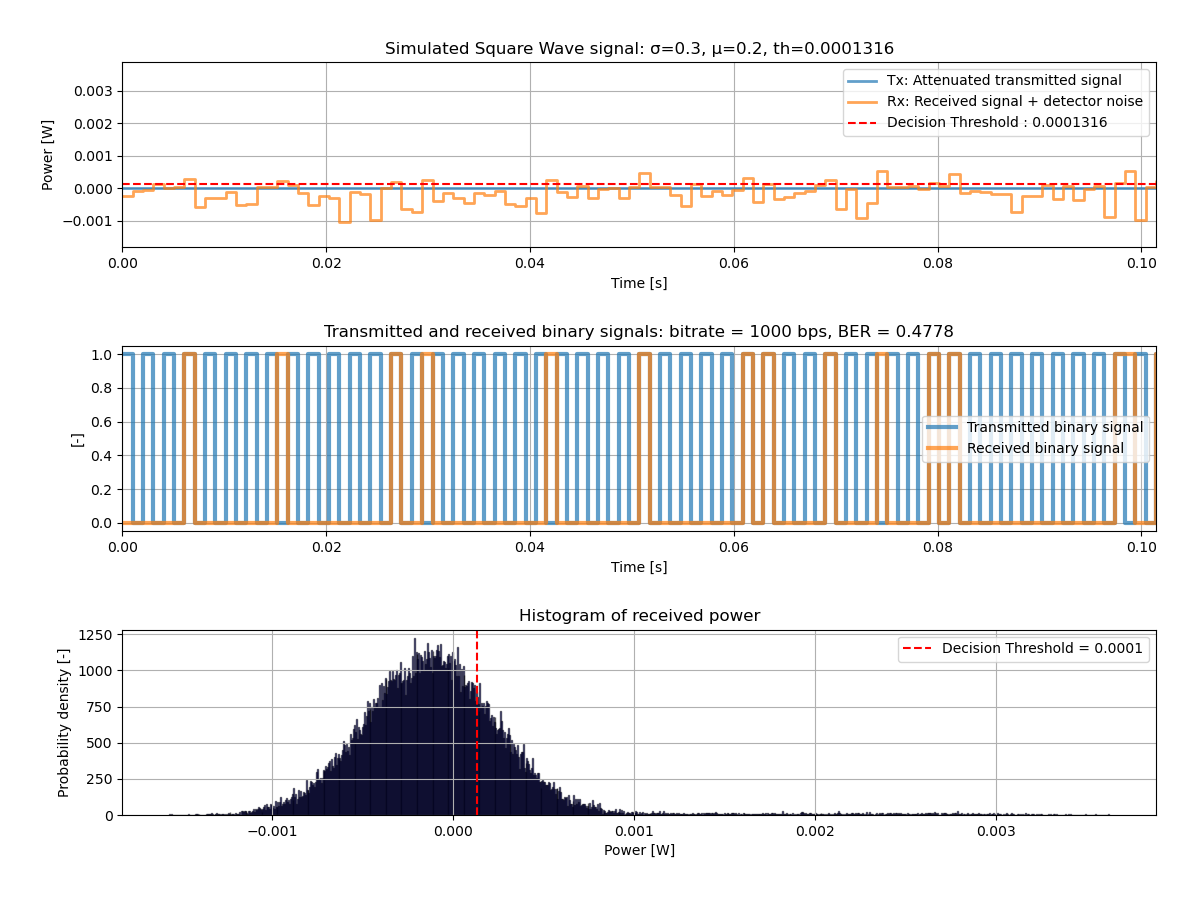 Simulated Square Wave signal: σ=0.3, μ=0.2, th=0.0001316
Power [W]
0.003
0.002
0.001
0.000
−0.001
Tx: Attenuated transmitted signal
Rx: Received signal + detector noise
Decision Threshold : 0.0001316
0.00 0.02 0.04 0.06 0.08 0.10
Time [s]
Transmitted and received binary signals: bitrate = 1000 bps, BER = 0.4778
[-]
1.0
0.8
0.6
0.4
0.2
0.0
Transmitted binary signal
Received binary signal
0.00 0.02 0.04 0.06 0.08 0.10
Time [s]
Histogram of received power
Probability density [-]
1250
1000
750
500
250
0
Decision Threshold = 0.0001
−0.001 0.000 0.001 0.002 0.003
Power [W]